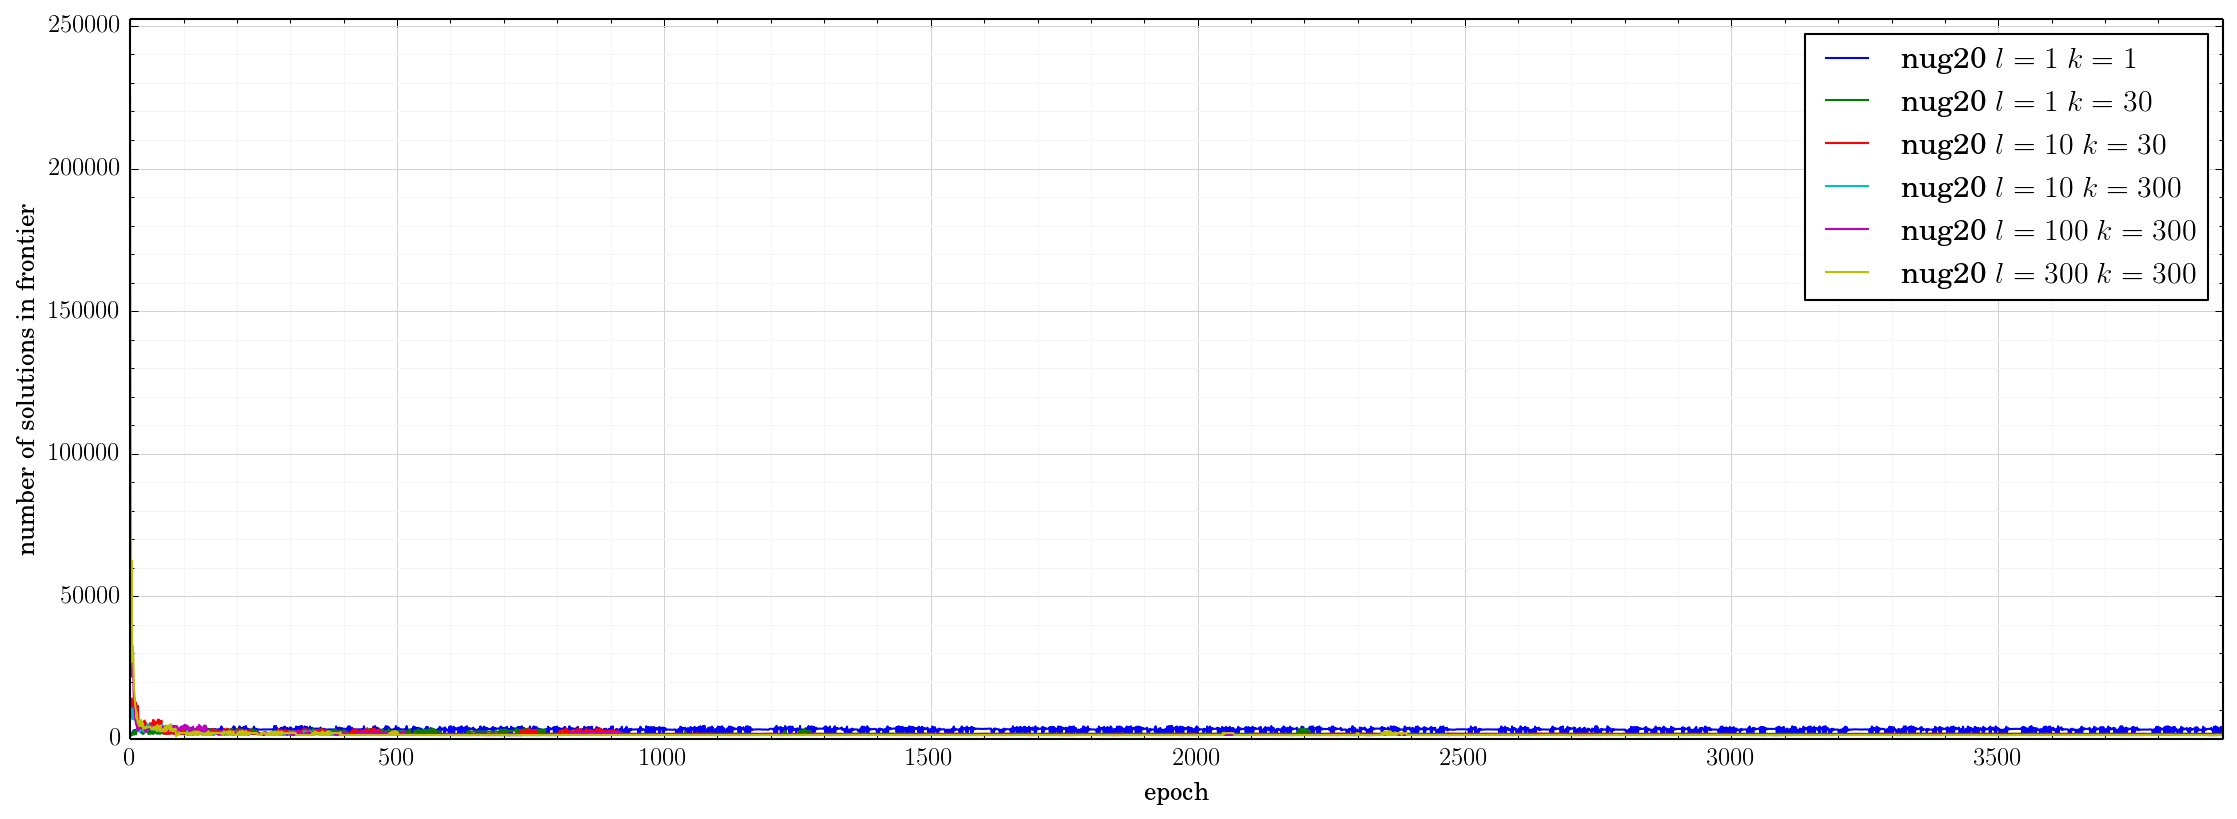 250000
200000
150000
100000
50000
0
number of solutions in frontier
nug20 l = 1 k = 1
nug20 l = 1 k = 30
nug20 l = 10 k = 30
nug20 l = 10 k = 300
nug20 l = 100 k = 300
nug20 l = 300 k = 300
0 500 1000 1500 2000 2500 3000 3500
epoch